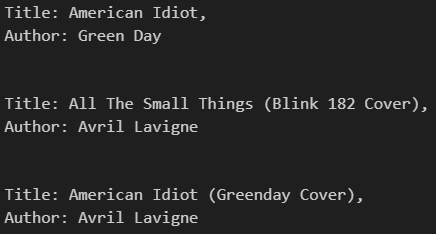 Title: American Idiot,
Author: Green Day
Title: All The Small Things (Blink 182 Cover),
Author: Avril Lavigne
Title: American Idiot (Greenday Cover),
Author: Avril Lavigne